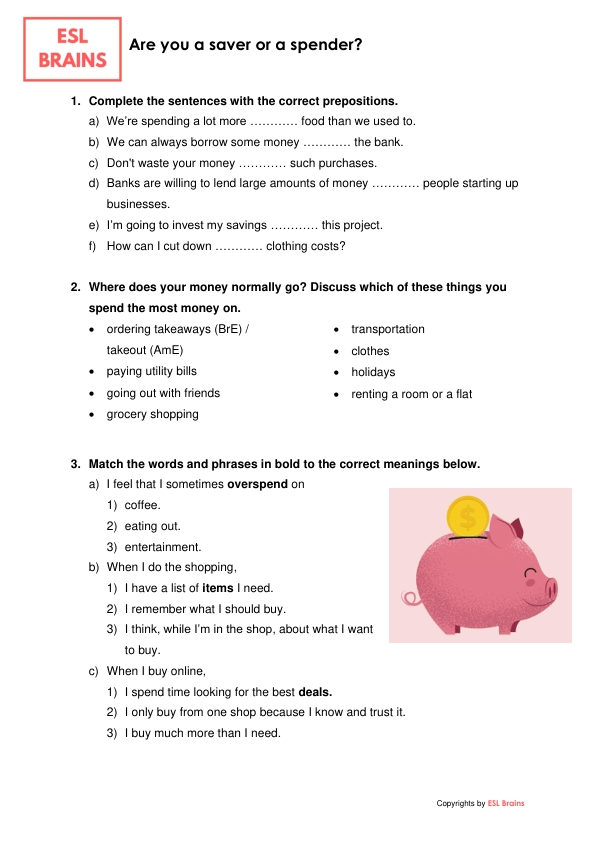 ESL
BRAINS
Are you a saver or a spender?
1. Complete the sentences with the correct prepositions.
a) We're spending a lot more ………… food than we used to.
b) We can always borrow some money ………… the bank.
c) Don't waste your money ………… such purchases.
d) Banks are willing to lend large amounts of money ………… people starting up
businesses.
e) I'm going to invest my savings ………… this project.
f) How can I cut down ………… clothing costs?
2. Where does your money normally go? Discuss which of these things you
spend the most money on.
• ordering takeaways (BrE) /
takeout (AmE)
• paying utility bills
• going out with friends
• grocery shopping
• transportation
• clothes
• holidays
• renting a room or a flat
3. Match the words and phrases in bold to the correct meanings below.
a) I feel that I sometimes overspend on
1) coffee.
2) eating out.
3) entertainment.
b) When I do the shopping,
1) I have a list of items I need.
2) I remember what I should buy.
3) I think, while I'm in the shop, about what I want
to buy.
c) When I buy online,
1) I spend time looking for the best deals.
2) I only buy from one shop because I know and trust it.
3) I buy much more than I need.
$
Copyrights by ESL Brains